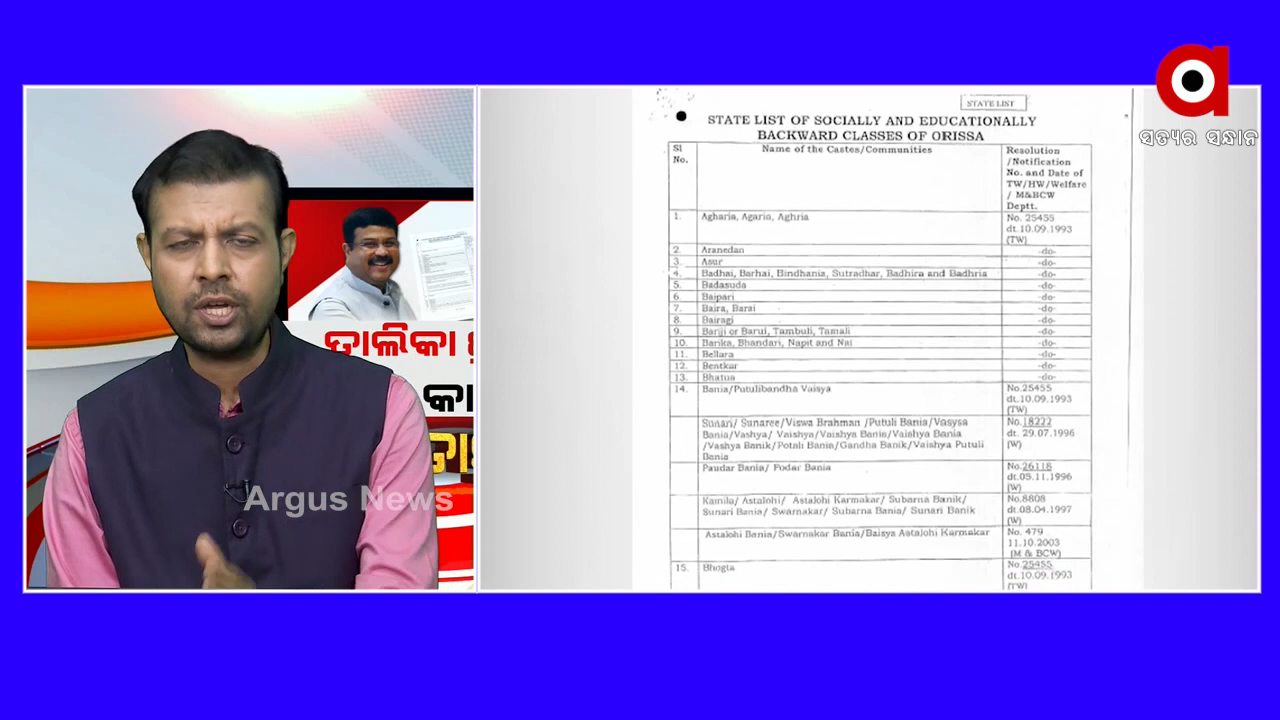 ସତ୍ୟର ସନ୍ଧାନ
ତାଲିକା
କା
Argus News
STATE LIST
STATE LIST OF SOCIALLY AND EDUCATIONALLY
BACKWARD CLASSES OF ORISSA
Sl No. Name of the Castes/Communities Resolution /Notification No. and Date of TW/HW/Welfare / M&BCW Deptt.
1. Agharia, Agaria, Aghria No. 25455 dt.10.09.1993 (TW)
2. Aranedan -do-
3. Asur -do-
4. Badhai, Barhai, Bindhania, Sutradhar, Badhira and Badhria -do-
5. Badasuda -do-
6. Baipari -do-
7. Baira, Barai -do-
8. Bairagi -do-
9. Bariji or Barui, Tambuli, Tamali -do-
10. Barika, Bhandari, Napit and Nai -do-
11. Bellara -do-
12. Bentkur -do-
13. Bhatua -do-
14. Bania/Putulibandha Vaisya No.25455 dt.10.09.1993 (TW)
Sunari/ Sunaree/Viswa Brahman /Putuli Bania/Vasysa No.18222
Bania/Vashya/ Vaishya/Vaishya Bania/Vaishya Bania dt. 29.07.1996
/Vashya Banik/Potali Bania/Gandha Banik/Vaishya Putuli (W)
Bania
Paudar Bania/ Fodar Bania No.26118 dt.05.11.1996 (W)
Kamila/ Astalohi/ Astalohi Karmakar/ Subarna Banik/ No.8808
Sunari Bania/ Swarnakar/ Subarna Bania/ Sunari Banik dt.08.04.1997 (W)
Astalohi Bania/Swarnakar Bania/Baisya Astalohi Karmakar No. 479 11.10.2003 (M & BCW)
15. Bhogta No.25455 dt.10.09.1993 (TW)